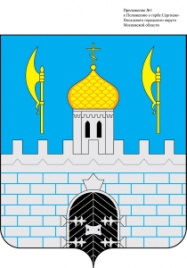 Приложение №1
к Положению о гербе Сергиево-
Посадского городского округа
Московской области